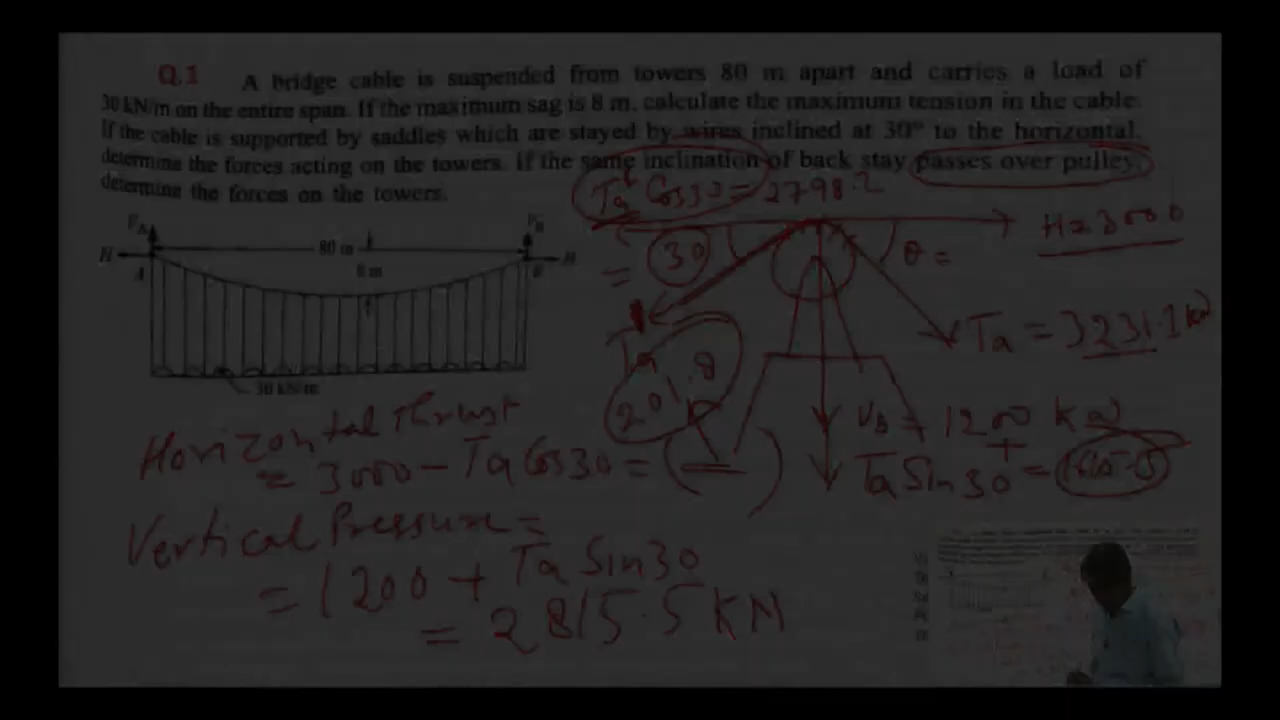 Q.1 A bridge cable is suspended from towers 80 m apart and carries a load of
30 kN/m on the entire span. If the maximum sag is 8 m, calculate the maximum tension in the cable.
If the cable is supported by saddles which are stayed by wires inclined at 30° to the horizontal,
determine the forces acting on the towers. If the same inclination of back stay passes over pulley,
determine the forces on the towers.
Ta Cos30 = 2798.2
H=3000
VA
VB
80 m
H
H
A
8 m
B
30
θ =
=
Ta
Ta = 3231.1 kN
201.8
30 kN/m
VA = 1200 kN
+
Ta Sin30 =
Horizontal Thrust
= 3000 - Ta Cos30 = ( )
Vertical Pressure =
= 1200 + Ta Sin30
= 2815.5 KN